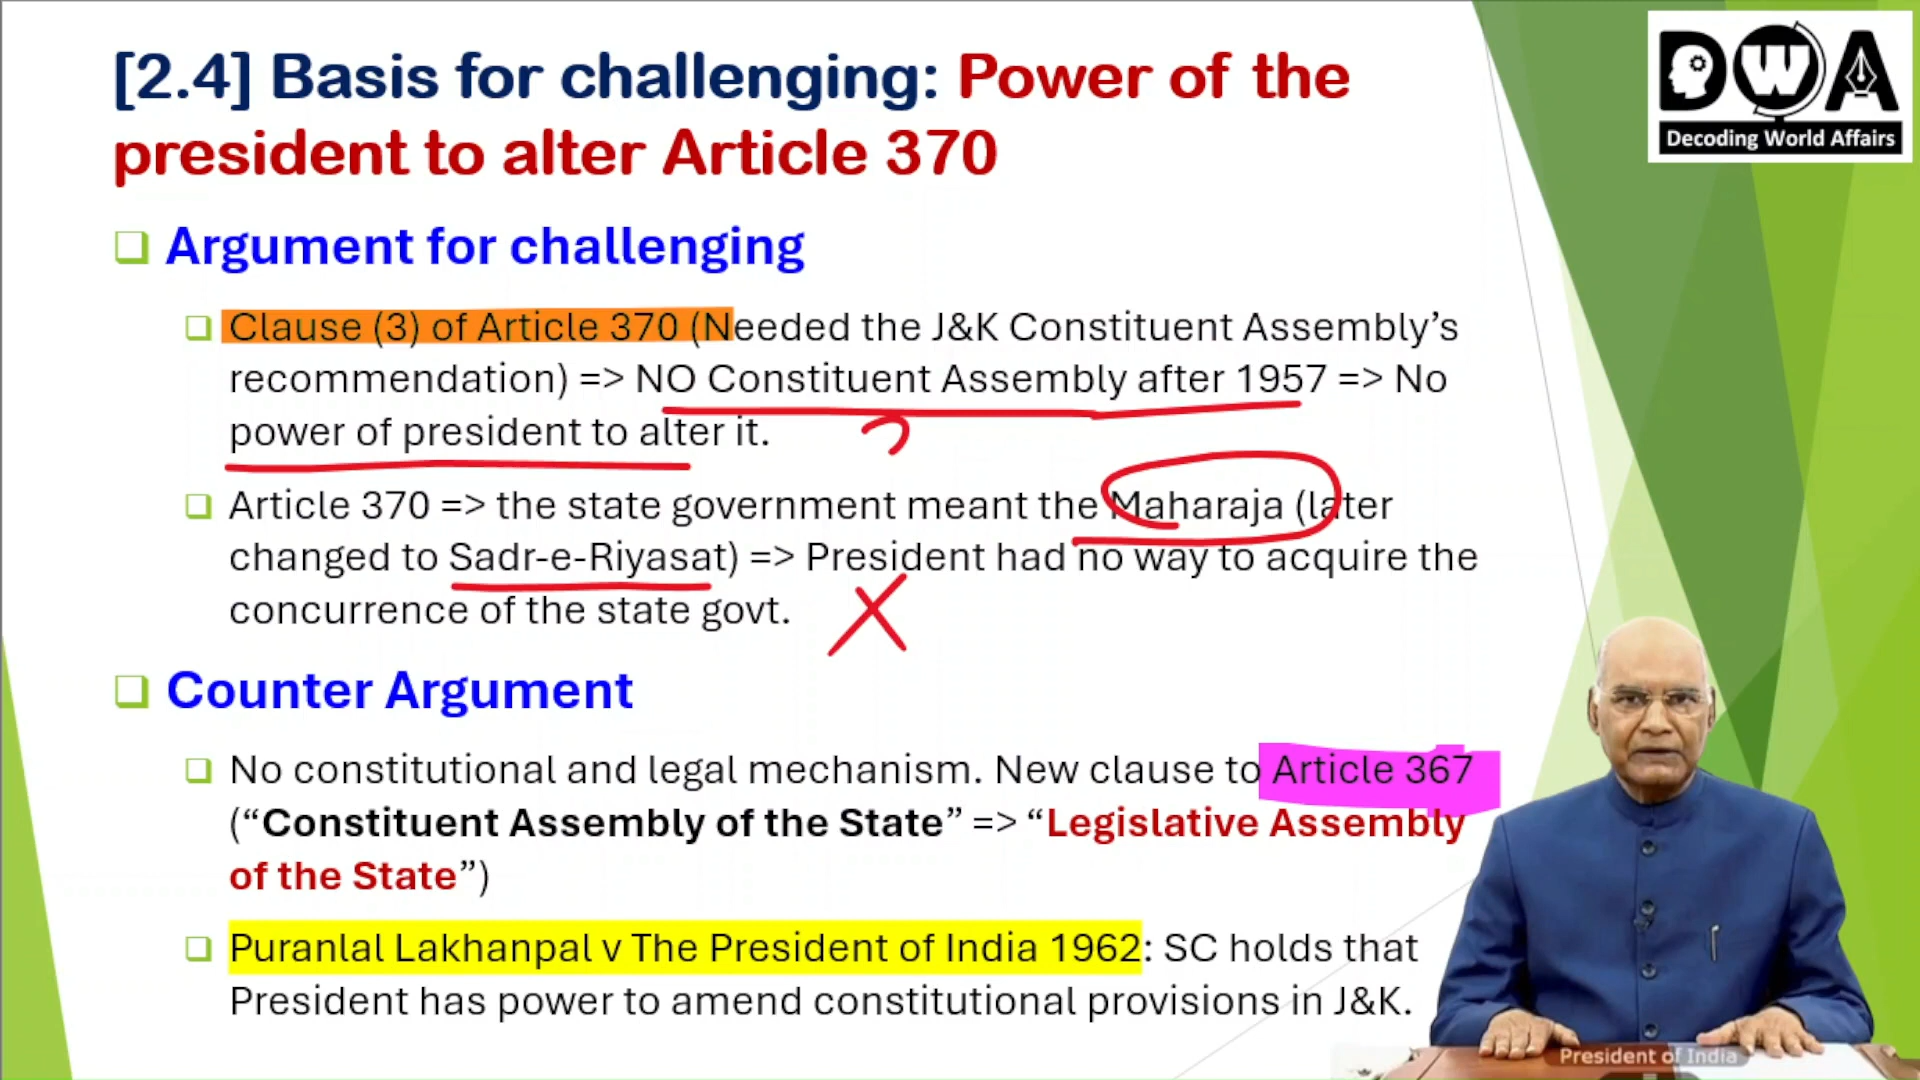 [2.4] Basis for challenging: Power of the
president to alter Article 370
DWA
Decoding World Affairs
Argument for challenging
Clause (3) of Article 370 (Needed the J&K Constituent Assembly’s
recommendation) => NO Constituent Assembly after 1957 => No
power of president to alter it.
Article 370 => the state government meant the Maharaja (later
changed to Sadr-e-Riyasat) => President had no way to acquire the
concurrence of the state govt.
Counter Argument
No constitutional and legal mechanism. New clause to Article 367
(“Constituent Assembly of the State” => “Legislative Assembly
of the State”)
Puranlal Lakhanpal v The President of India 1962: SC holds that
President has power to amend constitutional provisions in J&K.
President of India